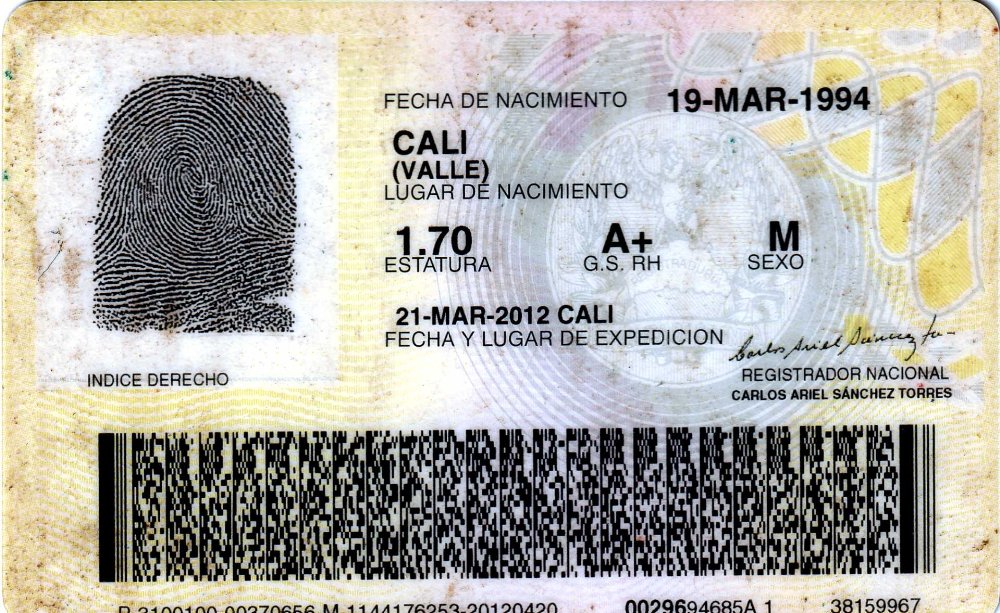 FECHA DE NACIMIENTO 19-MAR-1994
CALI
(VALLE)
LUGAR DE NACIMIENTO
1.70 A+ M
ESTATURA G.S. RH SEXO
21-MAR-2012 CALI
FECHA Y LUGAR DE EXPEDICION
Carlos Ariel Sánchez To-
INDICE DERECHO
REGISTRADOR NACIONAL
CARLOS ARIEL SÁNCHEZ TORRES
P-3100100-00370656-M-1144176253-20120420 0029694685A 1 38159967